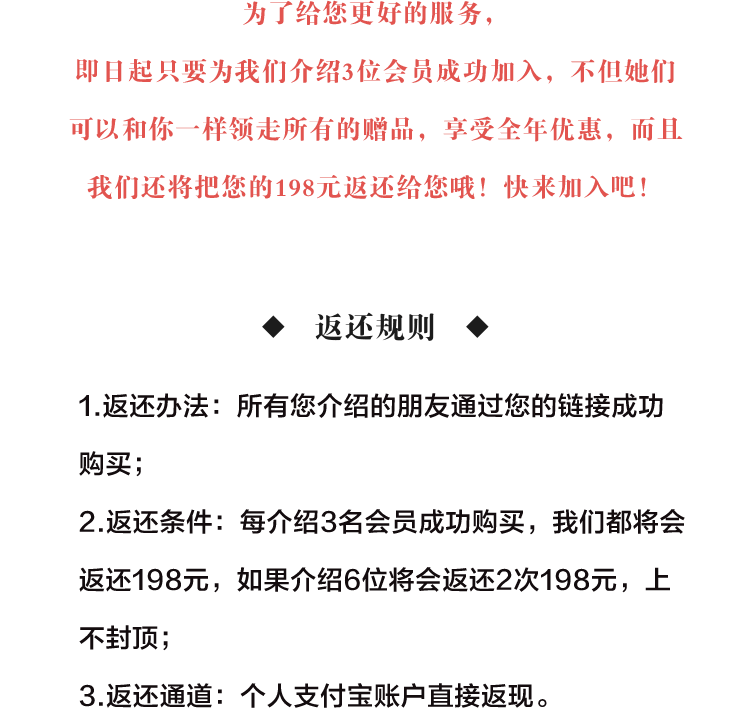 为了给您更好的服务，
即日起只要为我们介绍3位会员成功加入，不但她们
可以和你一样领走所有的赠品，享受全年优惠，而且
我们还将把您的198元返还给您哦！快来加入吧！
◆ 返还规则 ◆
1.返还办法：所有您介绍的朋友通过您的链接成功
购买；
2.返还条件：每介绍3名会员成功购买，我们都将会
返还198元，如果介绍6位将会返还2次198元，上
不封顶；
3.返还通道：个人支付宝账户直接返现。